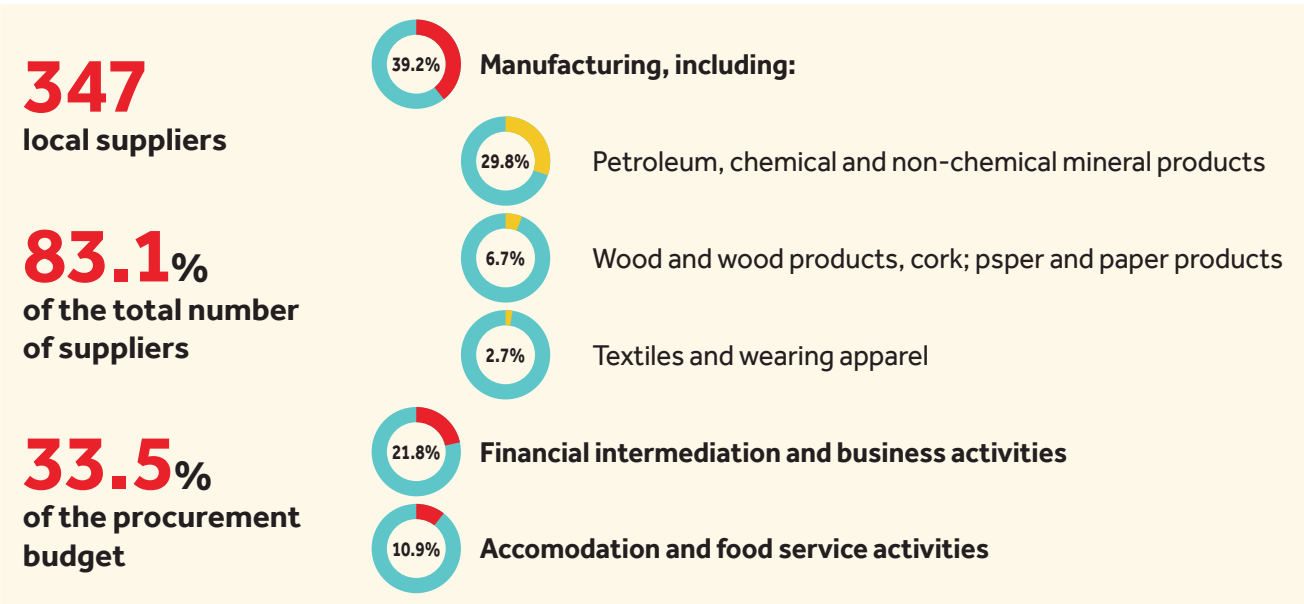 347
local suppliers
83.1%
of the total number
of suppliers
33.5%
of the procurement
budget
39.2% Manufacturing, including:
29.8% Petroleum, chemical and non-chemical mineral products
6.7% Wood and wood products, cork; psper and paper products
2.7% Textiles and wearing apparel
21.8% Financial intermediation and business activities
10.9% Accomodation and food service activities